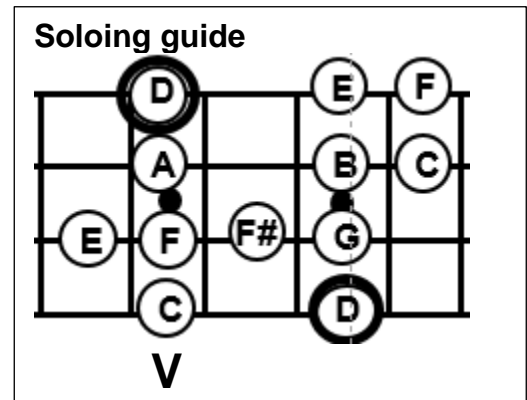 Soloing guide
D E F
A B C
E F F# G
C D
V